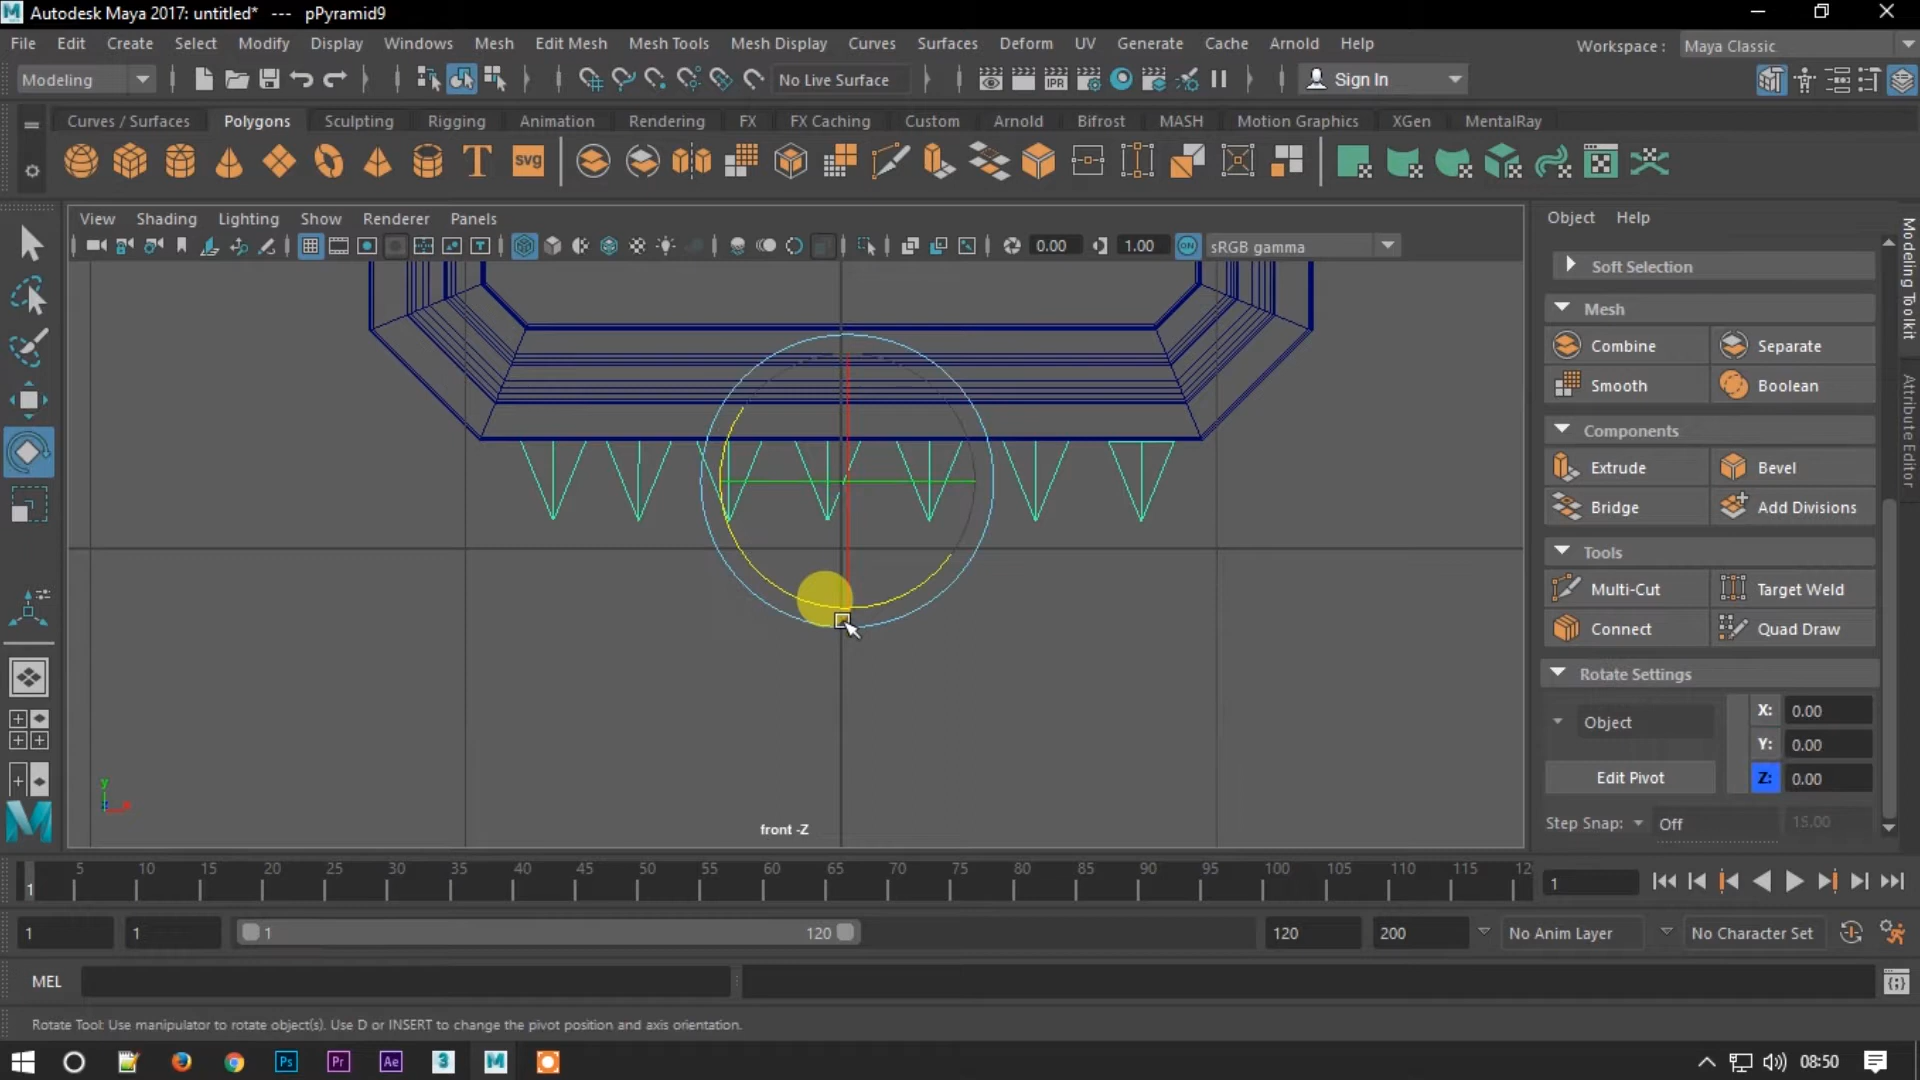 Autodesk Maya 2017: untitled* --- pPyramid9
File Edit Create Select Modify Display Windows Mesh Edit Mesh Mesh Tools Mesh Display Curves Surfaces Deform UV Generate Cache Arnold Help
Workspace : Maya Classic
Modeling No Live Surface IPR Sign In
Curves / Surfaces Polygons Sculpting Rigging Animation Rendering FX FX Caching Custom Arnold Bifrost MASH Motion Graphics XGen MentalRay
T svg
View Shading Lighting Show Renderer Panels
0.00 1.00 ON sRGB gamma
Object Help
Soft Selection
Mesh
Combine Separate
Smooth Boolean
Components
Extrude Bevel
Bridge Add Divisions
Tools
Multi-Cut Target Weld
Connect Quad Draw
Rotate Settings
Object X: 0.00
Y: 0.00
Edit Pivot Z: 0.00
Step Snap: Off 15.00
Modeling Toolkit
Attribute Editor
y
front -Z
5 10 15 20 25 30 35 40 45 50 55 60 65 70 75 80 85 90 95 100 105 110 115 12
1 1
1 1 1 120 120 200 No Anim Layer No Character Set
MEL
Rotate Tool: Use manipulator to rotate object(s). Use D or INSERT to change the pivot position and axis orientation.
Ps Pr Ae 3 M 08:50